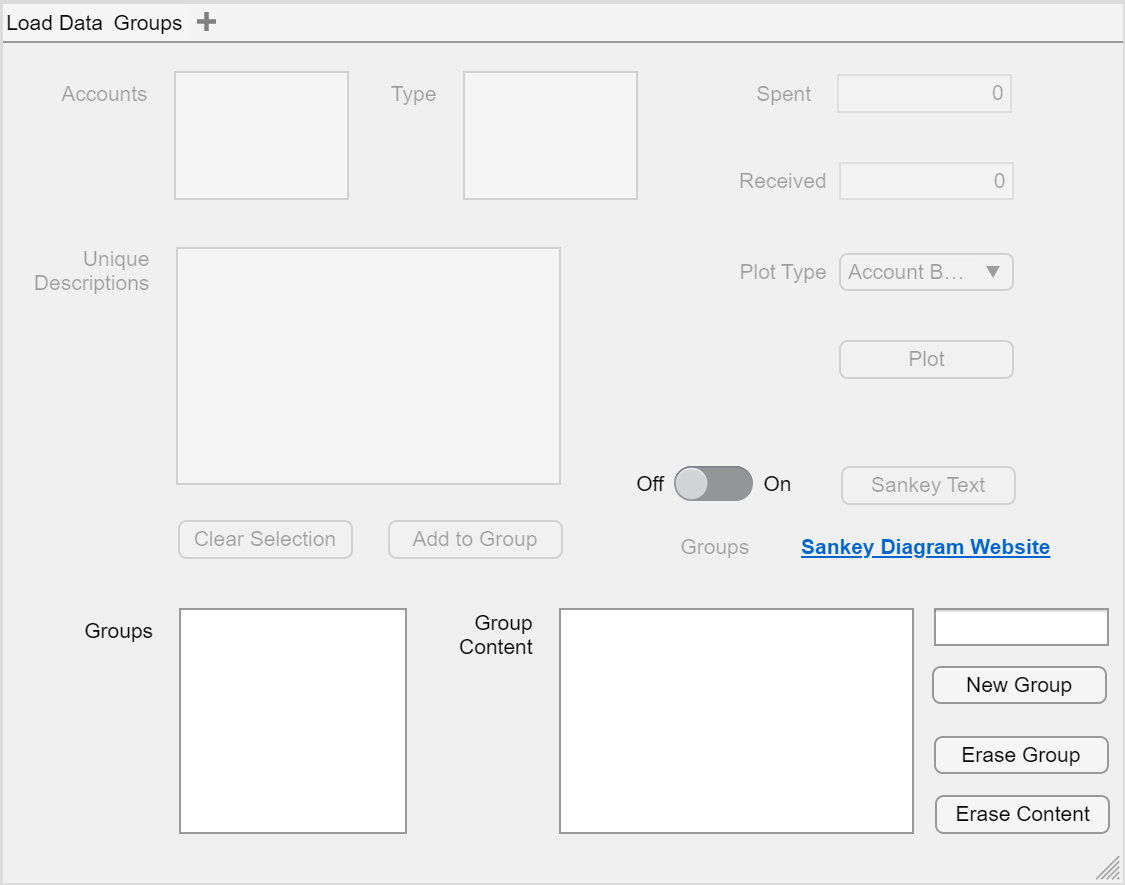 Load Data Groups
Accounts
Type
Spent
0
Received
0
Unique
Descriptions
Plot Type
Account B...
Plot
Off
On
Sankey Text
Clear Selection
Add to Group
Groups
Sankey Diagram Website
Groups
Group
Content
New Group
Erase Group
Erase Content